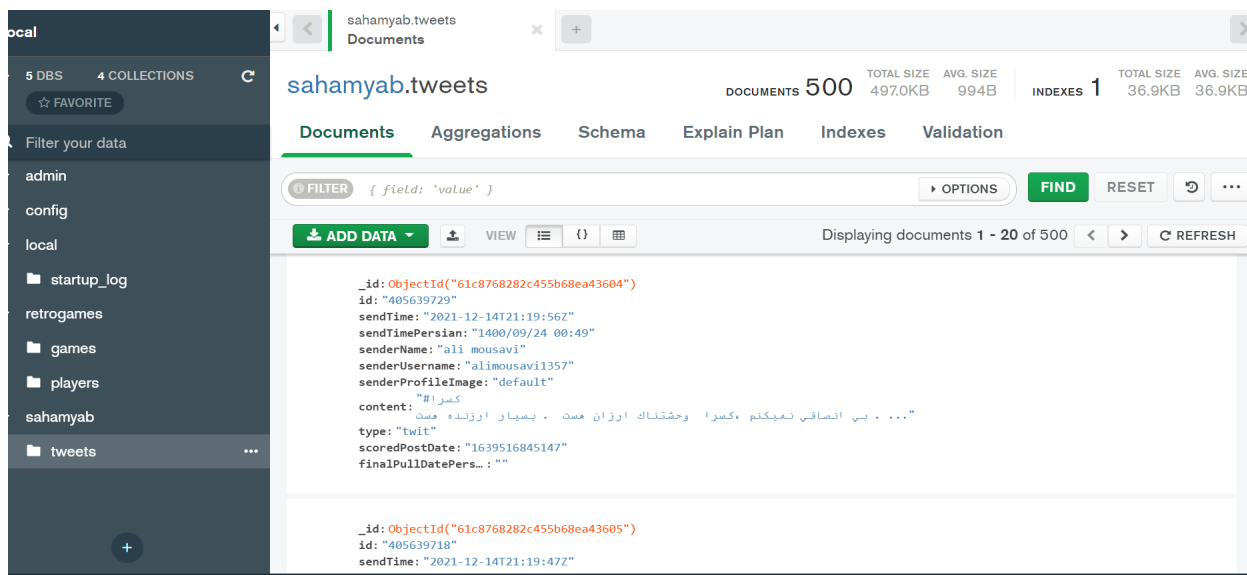 ocal
5 DBS 4 COLLECTIONS
FAVORITE
Filter your data
admin
config
local
startup_log
retrogames
games
players
sahamyab
tweets
sahamyab.tweets
Documents
sahamyab.tweets
DOCUMENTS 500 TOTAL SIZE 497.0KB AVG. SIZE 994B INDEXES 1 TOTAL SIZE 36.9KB AVG. SIZE 36.9KB
Documents Aggregations Schema Explain Plan Indexes Validation
FILTER { field: 'value' } OPTIONS FIND RESET ...
ADD DATA VIEW {} Displaying documents 1 - 20 of 500 < > REFRESH
_id: ObjectId("61c8768282c455b68ea43604")
id: "405639729"
sendTime: "2021-12-14T21:19:56Z"
sendTimePersian: "1400/09/24 00:49"
senderName: "ali mousavi"
senderUsername: "alimousavi1357"
senderProfileImage: "default"
content: "#كسرا
بي انصافي نميكنم ،كسرا وحشتناك ارزان هست . بسيار ارزنده هست . ..."
type: "twit"
scoredPostDate: "1639516845147"
finalPullDatePers…: ""
_id: ObjectId("61c8768282c455b68ea43605")
id: "405639718"
sendTime: "2021-12-14T21:19:47Z"